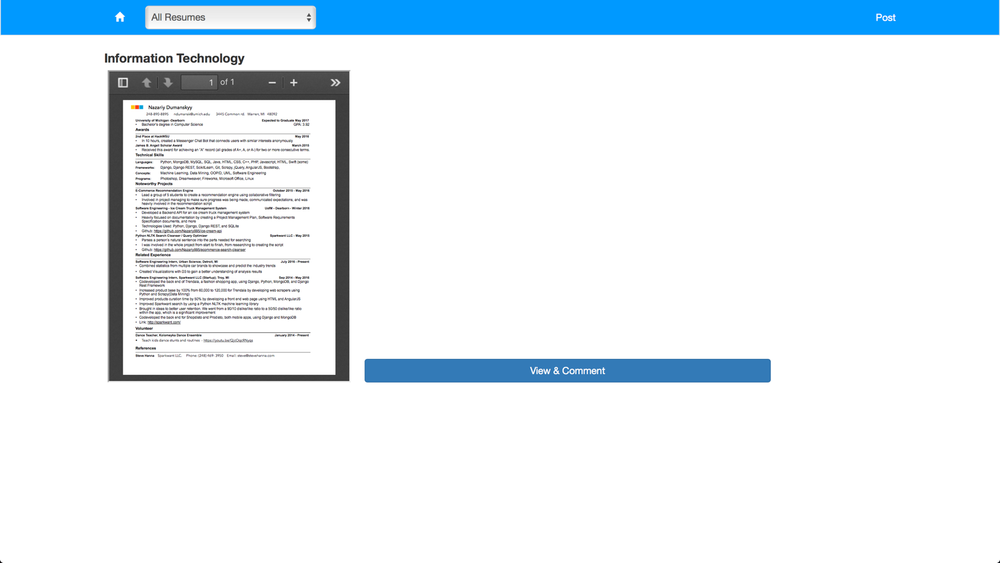 All Resumes
Post
Information Technology
1 of 1
Nazariy Dumanskyy
248-890-8895 ndumansk@umich.edu 3445 Common rd. Warren, MI 48092
University of Michigan -Dearborn Expected to Graduate May 2017
• Bachelor's degree in Computer Science GPA: 3.92
Awards
2nd Place at HackWSU May 2016
• In 10 hours, created a Messenger Chat Bot that connects users with similar interests anonymously
James B. Angell Scholar Award March 2015
• Received this award for achieving an "A" record (all grades of A+, A, or A-) for two or more consecutive terms.
Technical Skills
Languages: Python, MongoDB, MySQL, SQL, Java, HTML, CSS, C++, PHP, Javascript, HTML, Swift (some)
Frameworks: Django, Django REST, ScikitLearn, Git, Scrapy, jQuery, AngularJS, Bootstrap,
Concepts: Machine Learning, Data Mining, OOP/D, UML, Software Engineering
Programs: Photoshop, Dreamweaver, Fireworks, Microsoft Office, Linux
Noteworthy Projects
E-Commerce Recommendation Engine October 2015 - May 2016
• Lead a group of 5 students to create a recommendation engine using collaborative filtering
• Involved in project managing to make sure progress was being made, communicated expectations, and was
heavily involved in the recommendation script
Software Engineering - Ice Cream Truck Management System UofM - Dearborn - Winter 2016
• Developed a Backend API for an ice cream truck management system
• Heavily focused on documentation by creating a Project Management Plan, Software Requirements
Specification documents, and more
• Technologies Used: Python, Django, Django REST, and SQLite
• Github: https://github.com/Nazariy995/ice-cream-api
Python NLTK Search Cleanser / Query Optimizer Sparkwant LLC - May 2015
• Parses a person's natural sentence into the parts needed for searching
• I was involved in the whole project from start to finish, from researching to creating the script
• Github: https://github.com/Nazariy995/ecommence-search-cleanser
Related Experience
Software Engineering Intern, Urban Science; Detroit, MI July 2016 - Present
• Combined statistics from multiple car brands to showcase and predict the industry trends
• Created Visualizations with D3 to gain a better understanding of analysis results
Software Engineering Intern, Sparkwant LLC (Startup); Troy, MI Sep 2014 - May 2016
• Codeveloped the back end of Trendala, a fashion shopping app, using Django, Python, MongoDB, and Django
Rest Framework
• Increased product base by 100% from 60,000 to 120,000 for Trendala by developing web scrapers using
Python and Scrapy(Data Mining)
• Improved products curation time by 50% by developing a front end web page using HTML and AngularJS
• Improved Sparkwant search by using a Python NLTK machine learning library
• Brought in ideas to better user retention. We went from a 90/10 dislike/like ratio to a 50/50 dislike/like ratio
within the app, which is a significant improvement
• Codeveloped the back end for Shopdisto and Prodisto, both mobile apps, using Django and MongoDB
• Link: http://sparkwant.com/
Volunteer
Dance Teacher, Kolomeyka Dance Ensemble January 2014 - Present
• Teach kids dance stunts and routines - https://youtu.be/QjcOqcRNyqs
References
Steve Hanna Sparkwant LLC. Phone: (248) 469- 3950 Email: steve@stevehanna.com
View & Comment